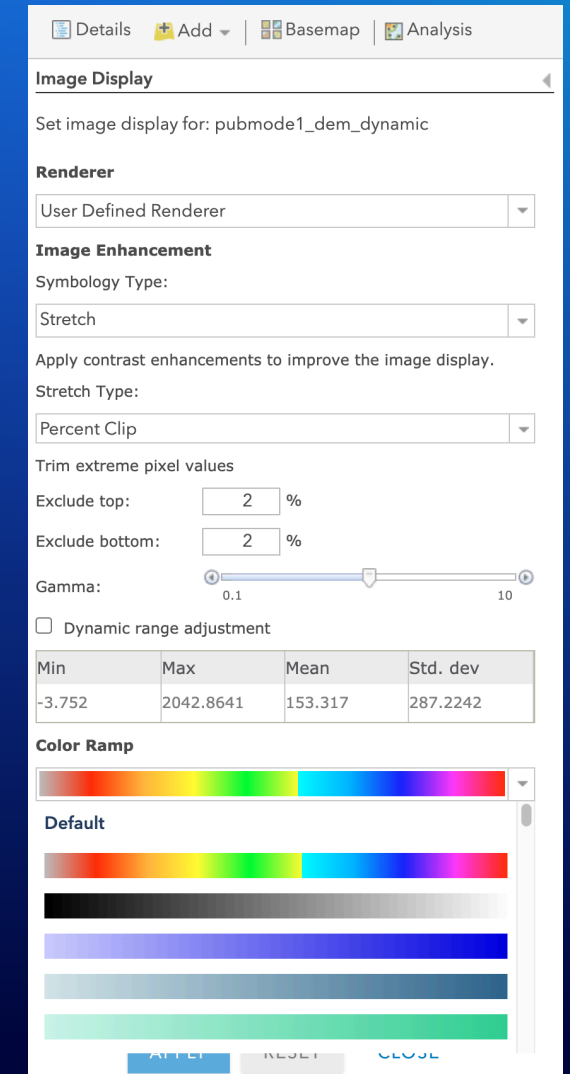 Details Add Basemap Analysis
Image Display
Set image display for: pubmode1_dem_dynamic
Renderer
User Defined Renderer
Image Enhancement
Symbology Type:
Stretch
Apply contrast enhancements to improve the image display.
Stretch Type:
Percent Clip
Trim extreme pixel values
Exclude top: 2 %
Exclude bottom: 2 %
Gamma:
0.1 10
Dynamic range adjustment
Min Max Mean Std. dev
-3.752 2042.8641 153.317 287.2242
Color Ramp
Default
APPLY RESET CLOSE